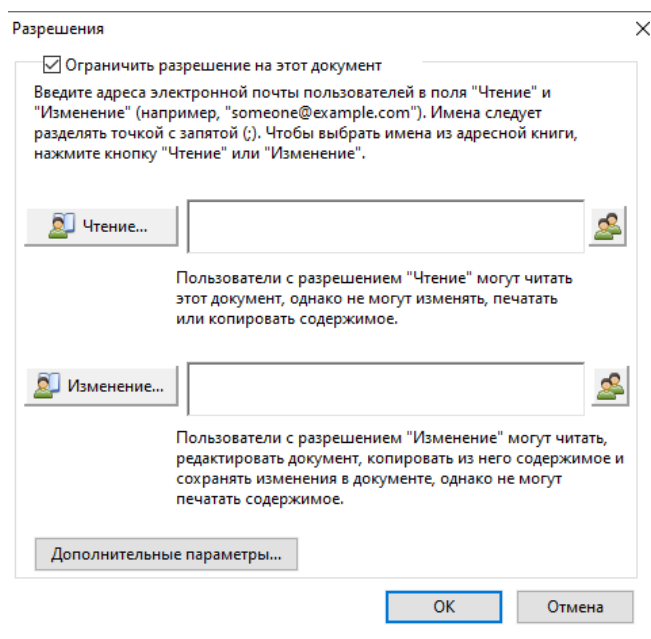 Разрешения
Ограничить разрешение на этот документ
Введите адреса электронной почты пользователей в поля "Чтение" и
"Изменение" (например, "someone@example.com"). Имена следует
разделять точкой с запятой (;). Чтобы выбрать имена из адресной книги,
нажмите кнопку "Чтение" или "Изменение".
Чтение...
Пользователи с разрешением "Чтение" могут читать
этот документ, однако не могут изменять, печатать
или копировать содержимое.
Изменение...
Пользователи с разрешением "Изменение" могут читать,
редактировать документ, копировать из него содержимое и
сохранять изменения в документе, однако не могут
печатать содержимое.
Дополнительные параметры...
ОК
Отмена